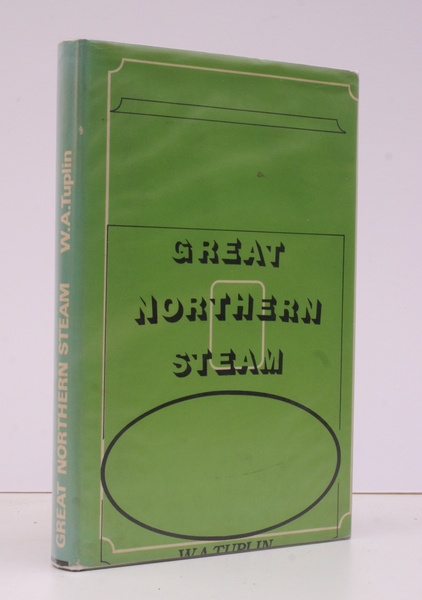 GREAT
NORTHERN
STEAM
W.A.TUPLIN
GREAT NORTHERN STEAM W.A.Tuplin